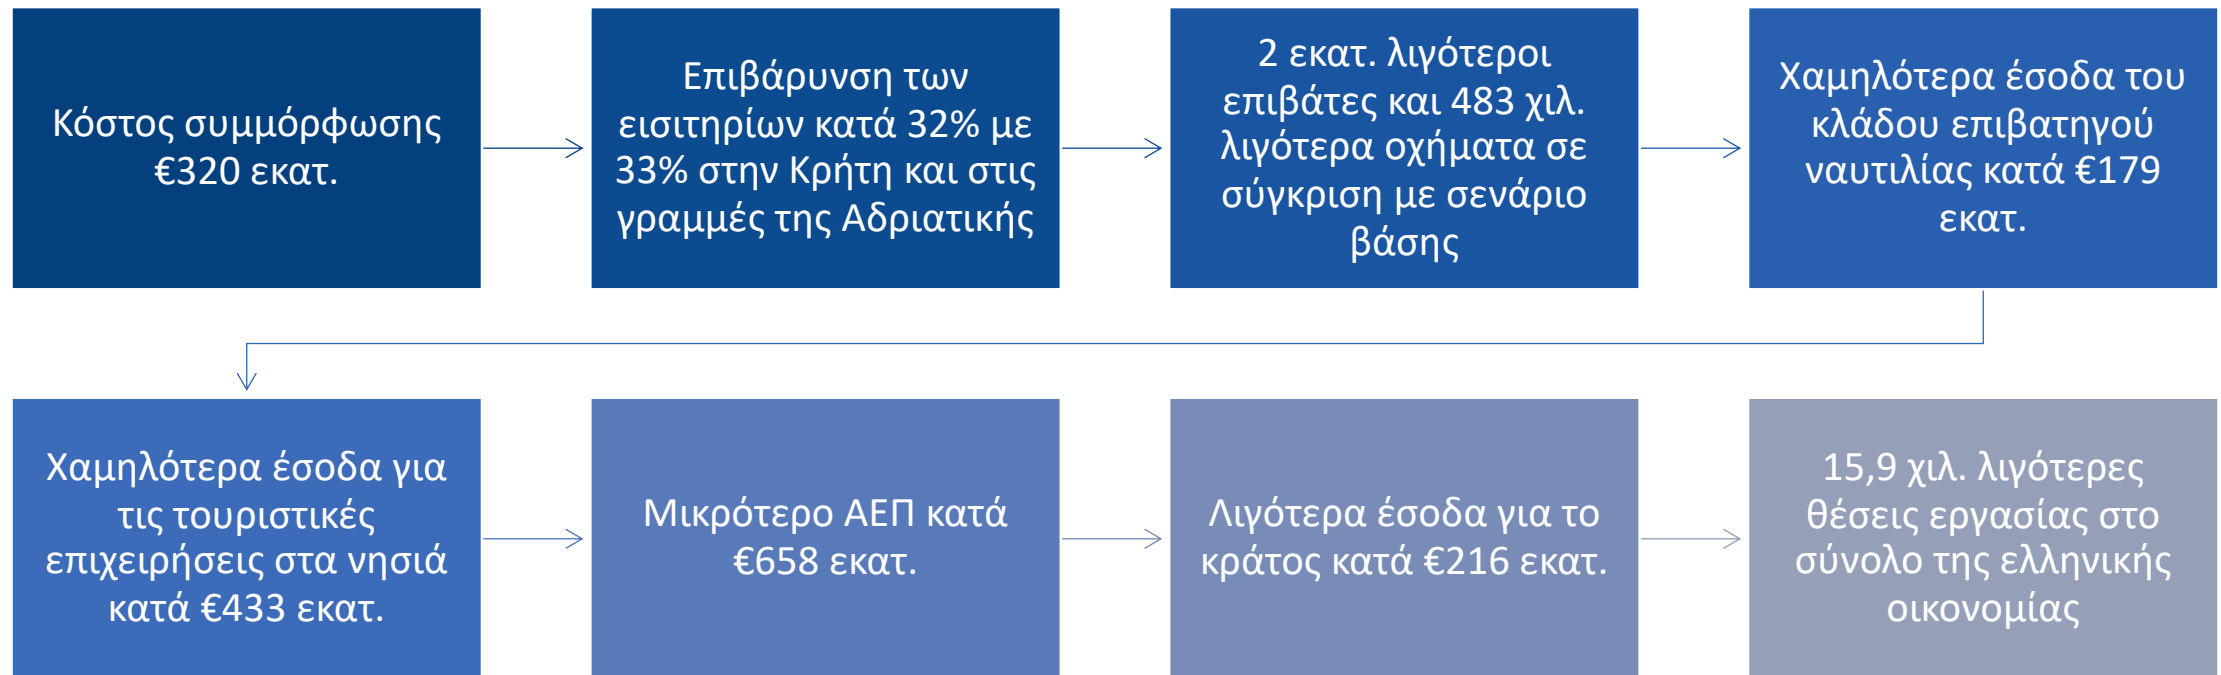 Κόστος συμμόρφωσης
€320 εκατ.
Επιβάρυνση των
εισιτηρίων κατά 32% με
33% στην Κρήτη και στις
γραμμές της Αδριατικής
2 εκατ. λιγότεροι
επιβάτες και 483 χιλ.
λιγότερα οχήματα σε
σύγκριση με σενάριο
βάσης
Χαμηλότερα έσοδα του
κλάδου επιβατηγού
ναυτιλίας κατά €179
εκατ.
Χαμηλότερα έσοδα για
τις τουριστικές
επιχειρήσεις στα νησιά
κατά €433 εκατ.
Μικρότερο ΑΕΠ κατά
€658 εκατ.
Λιγότερα έσοδα για το
κράτος κατά €216 εκατ.
15,9 χιλ. λιγότερες
θέσεις εργασίας στο
σύνολο της ελληνικής
οικονομίας